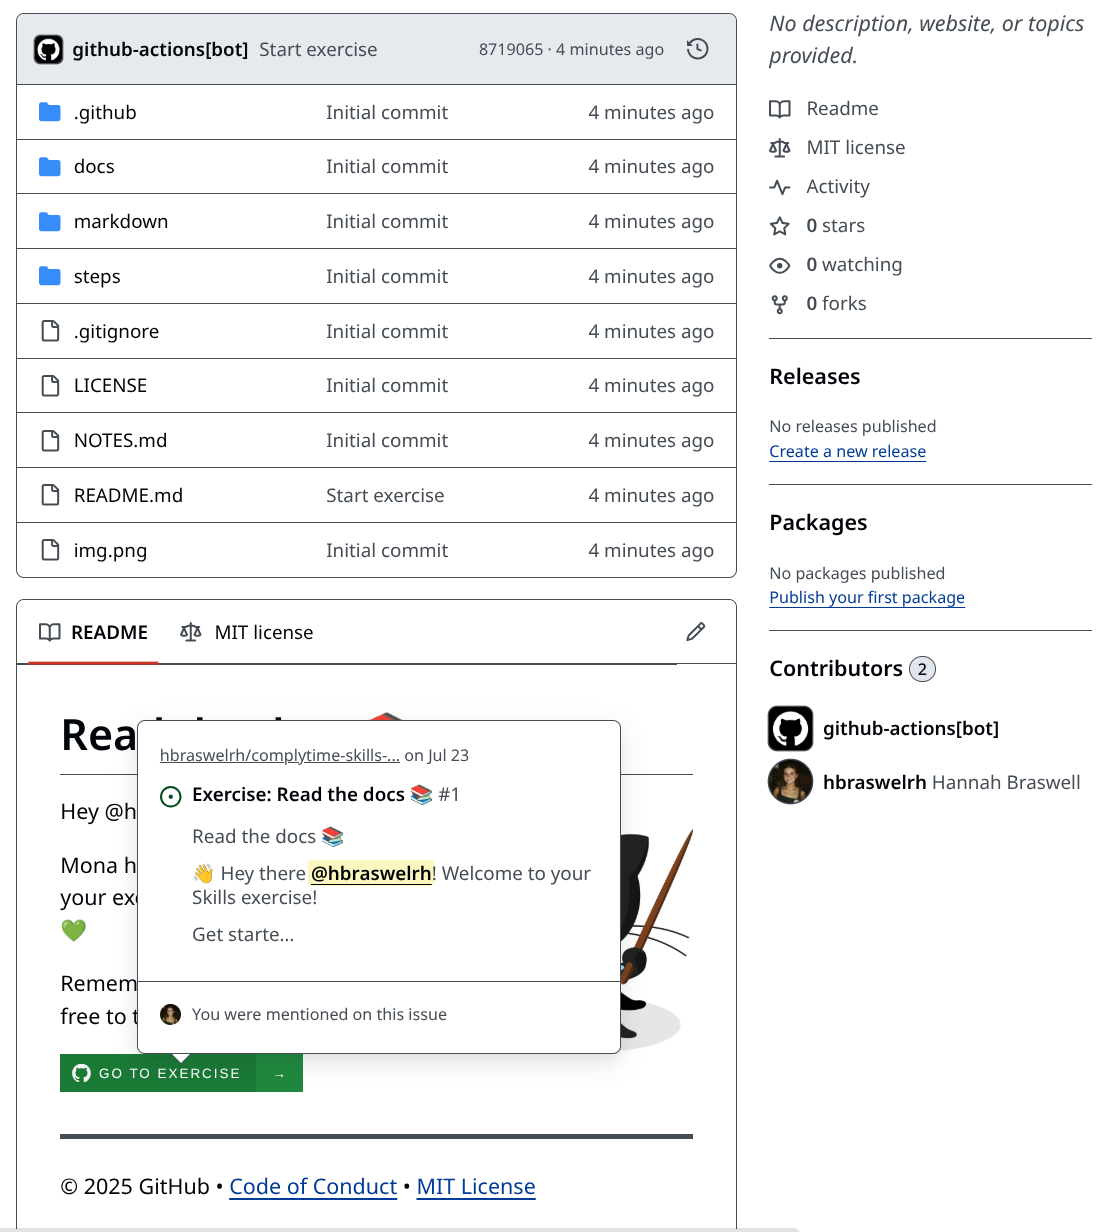 github-actions[bot] Start exercise 8719065 · 4 minutes ago
.github Initial commit 4 minutes ago
docs Initial commit 4 minutes ago
markdown Initial commit 4 minutes ago
steps Initial commit 4 minutes ago
.gitignore Initial commit 4 minutes ago
LICENSE Initial commit 4 minutes ago
NOTES.md Initial commit 4 minutes ago
README.md Start exercise 4 minutes ago
img.png Initial commit 4 minutes ago
README MIT license
hbraswelrh/complytime-skills-... on Jul 23
Exercise: Read the docs 📚 #1
Read the docs 📚
👋 Hey there @hbraswelrh! Welcome to your
Skills exercise!
Get starte...
You were mentioned on this issue
Hey
Mona
your
💚
free to
GO TO EXERCISE →
© 2025 GitHub • Code of Conduct • MIT License
No description, website, or topics
provided.
Readme
MIT license
Activity
0 stars
0 watching
0 forks
Releases
No releases published
Create a new release
Packages
No packages published
Publish your first package
Contributors 2
github-actions[bot]
hbraswelrh Hannah Braswell